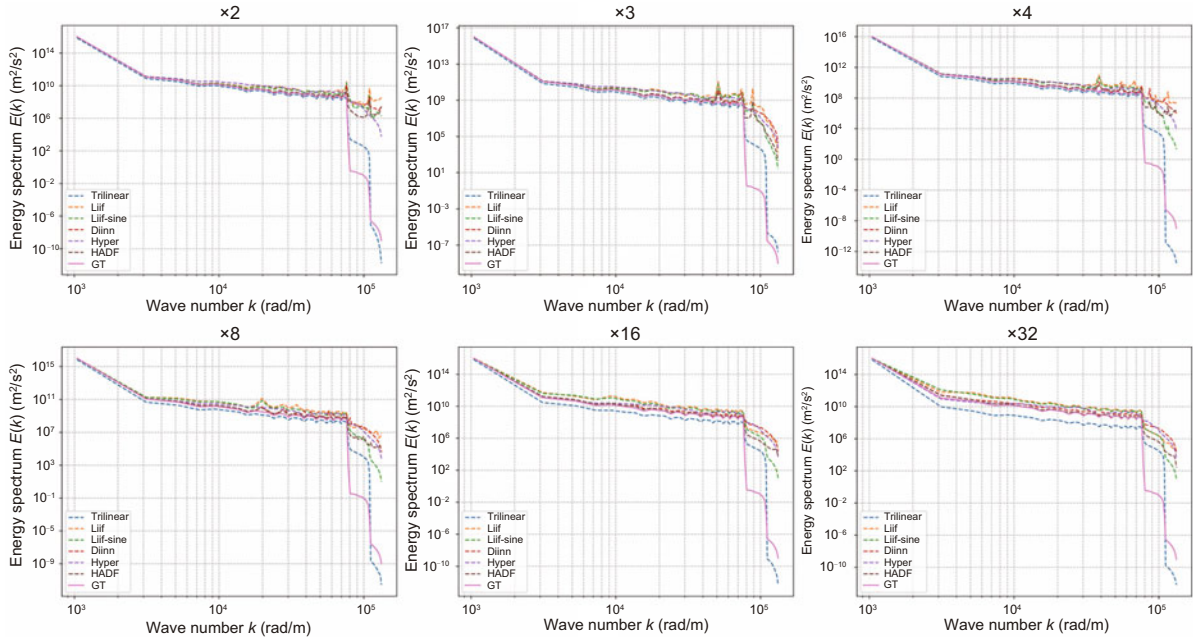 ×2
Energy spectrum E(k) (m²/s²)
10¹⁴
10¹⁰
10⁶
10²
10⁻²
10⁻⁶
10⁻¹⁰
Trilinear
Liif
Liif-sine
Diinn
Hyper
HADF
GT
10³
10⁴
10⁵
Wave number k (rad/m)
×3
Energy spectrum E(k) (m²/s²)
10¹⁷
10¹³
10⁹
10⁵
10¹
10⁻³
10⁻⁷
Trilinear
Liif
Liif-sine
Diinn
Hyper
HADF
GT
10³
10⁴
10⁵
Wave number k (rad/m)
×4
Energy spectrum E(k) (m²/s²)
10¹⁶
10¹²
10⁸
10⁴
10⁰
10⁻⁴
10⁻⁸
10⁻¹²
Trilinear
Liif
Liif-sine
Diinn
Hyper
HADF
GT
10³
10⁴
10⁵
Wave number k (rad/m)
×8
Energy spectrum E(k) (m²/s²)
10¹⁵
10¹¹
10⁷
10³
10⁻¹
10⁻⁵
10⁻⁹
Trilinear
Liif
Liif-sine
Diinn
Hyper
HADF
GT
10³
10⁴
10⁵
Wave number k (rad/m)
×16
Energy spectrum E(k) (m²/s²)
10¹⁴
10¹⁰
10⁶
10²
10⁻²
10⁻⁶
10⁻¹⁰
Trilinear
Liif
Liif-sine
Diinn
Hyper
HADF
GT
10³
10⁴
10⁵
Wave number k (rad/m)
×32
Energy spectrum E(k) (m²/s²)
10¹⁴
10¹⁰
10⁶
10²
10⁻²
10⁻⁶
10⁻¹⁰
Trilinear
Liif
Liif-sine
Diinn
Hyper
HADF
GT
10³
10⁴
10⁵
Wave number k (rad/m)